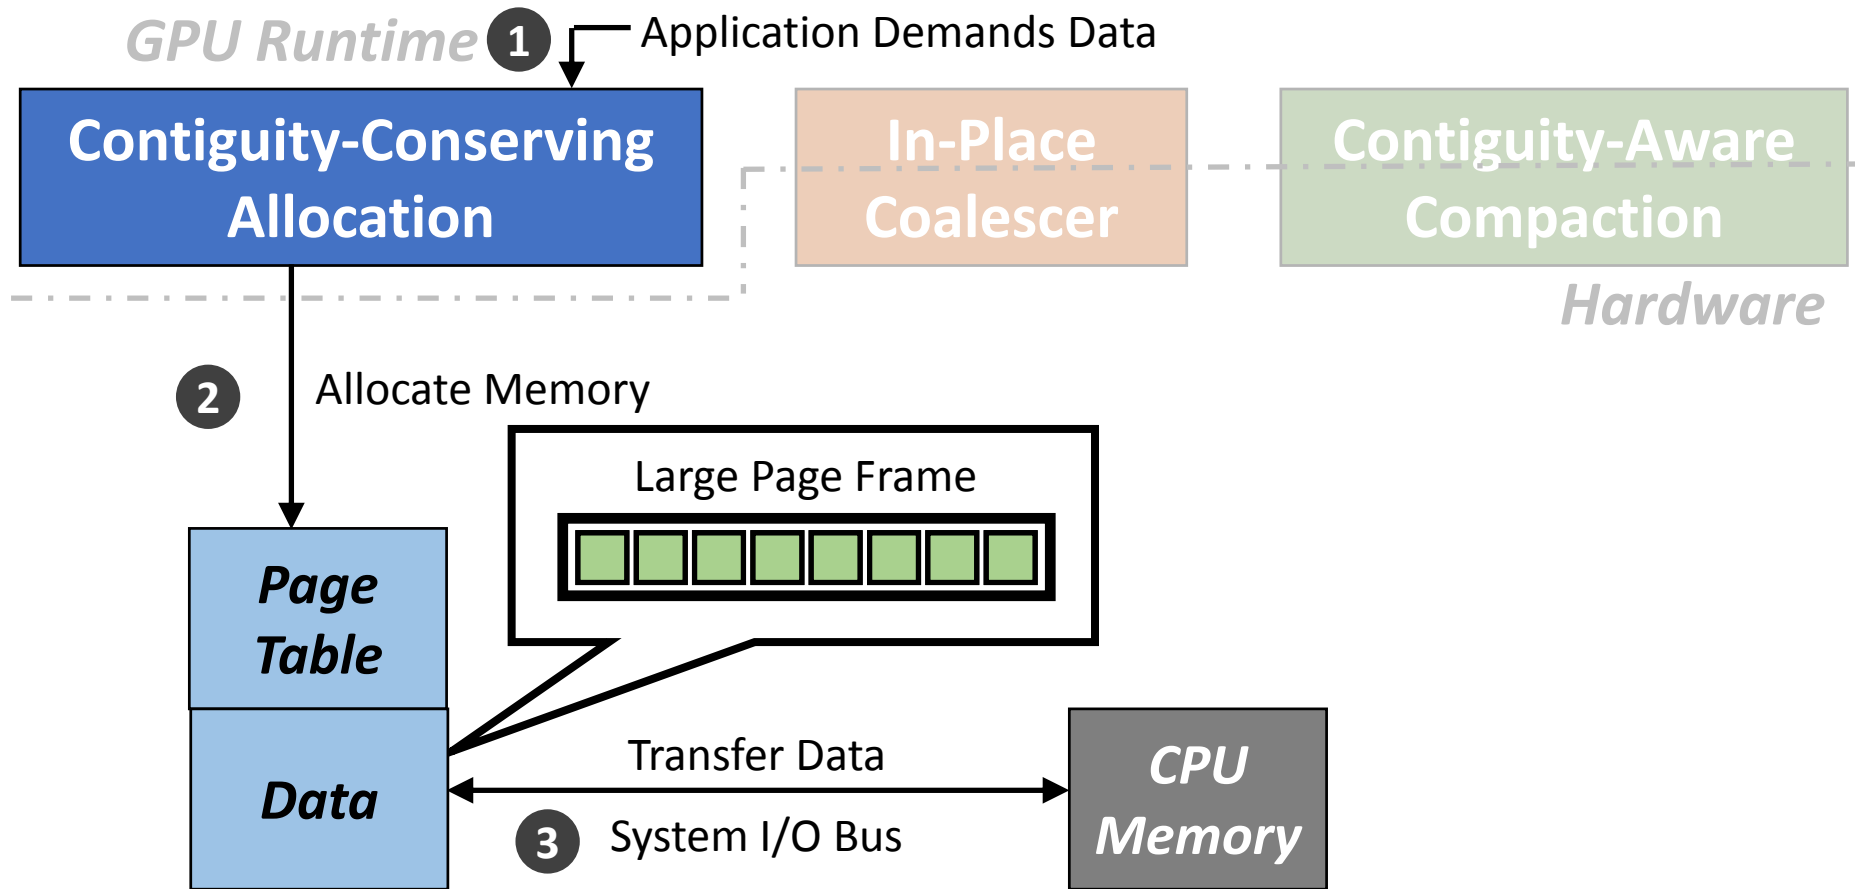 GPU Runtime
1
Application Demands Data
Contiguity-Conserving
Allocation
In-Place
Coalescer
Contiguity-Aware
Compaction
Hardware
2
Allocate Memory
Large Page Frame
Page
Table
Data
Transfer Data
3
System I/O Bus
CPU
Memory